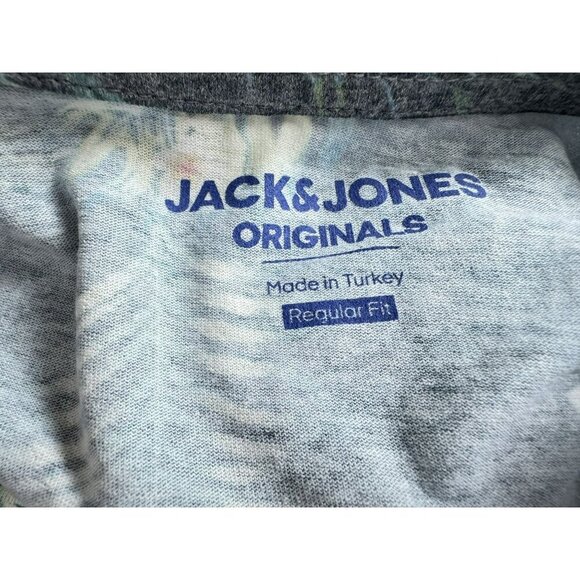 JACK&JONES
ORIGINALS
Made in Turkey
Regular Fit